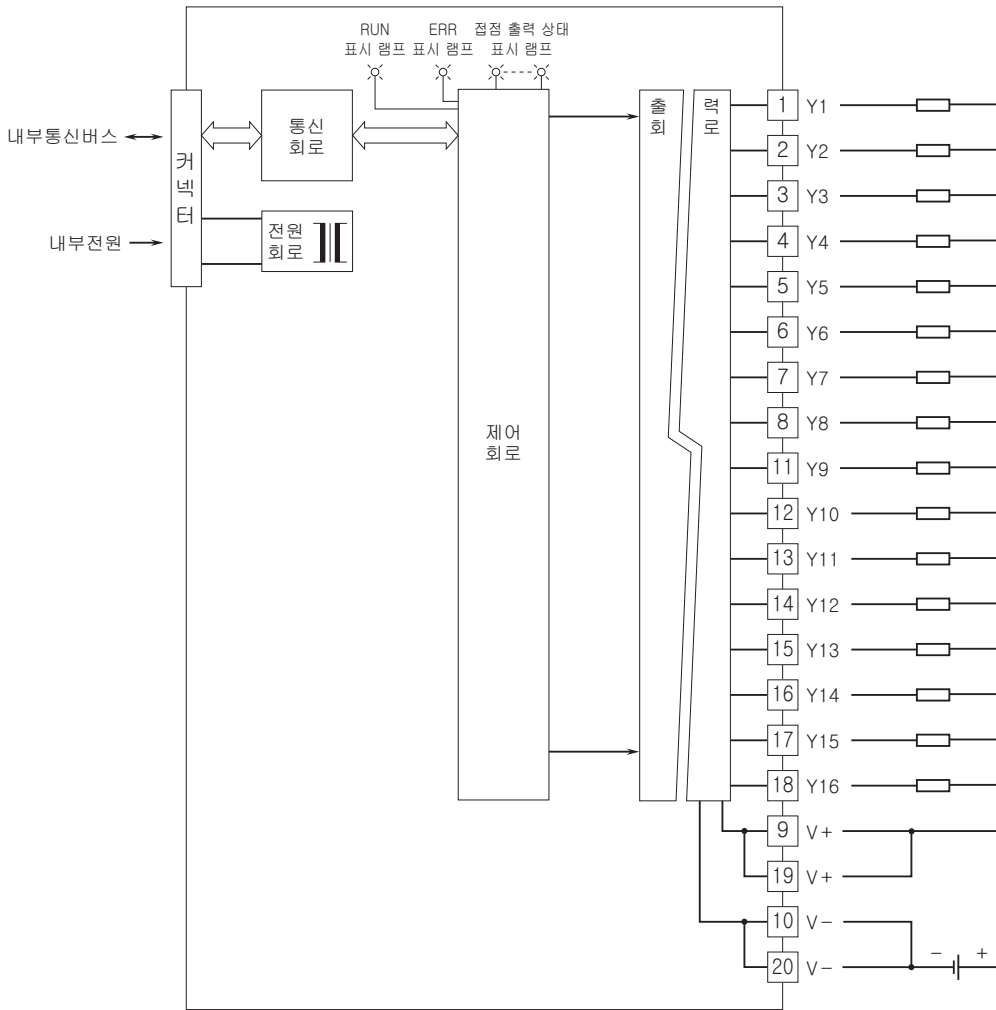 RUN
표시 램프
ERR
표시 램프
접점 출력 상태
표시 램프
내부통신버스
내부전원
커넥터
통신
회로
전원
회로
제어
회로
출 력
회 로
1 Y1
2 Y2
3 Y3
4 Y4
5 Y5
6 Y6
7 Y7
8 Y8
11 Y9
12 Y10
13 Y11
14 Y12
15 Y13
16 Y14
17 Y15
18 Y16
9 V+
19 V+
10 V−
20 V− − +